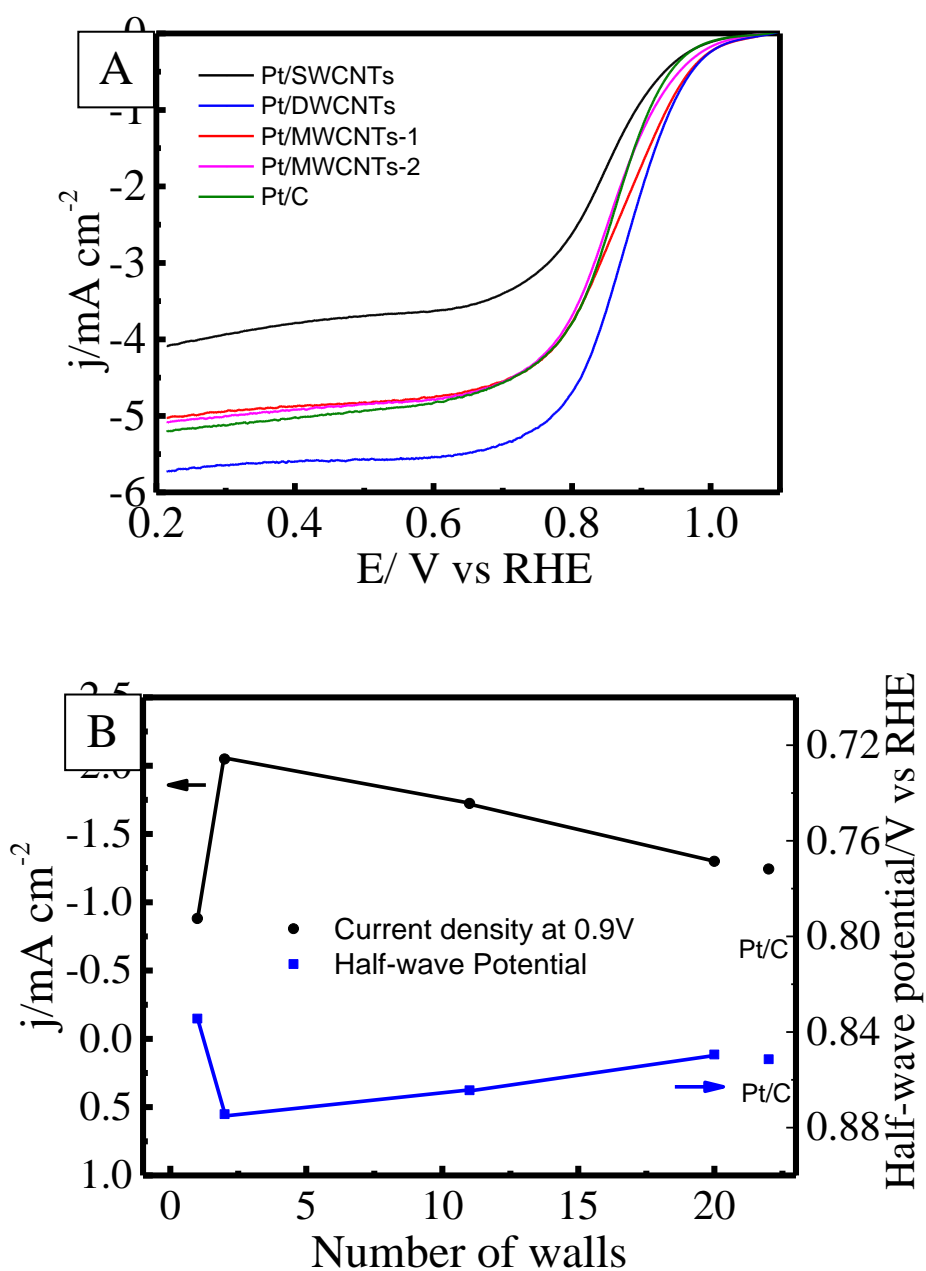 A
0
-1
-2
-3
-4
-5
-6
j/mA cm-2
Pt/SWCNTs
Pt/DWCNTs
Pt/MWCNTs-1
Pt/MWCNTs-2
Pt/C
0.2 0.4 0.6 0.8 1.0
E/ V vs RHE
B
-1.5
-1.0
-0.5
0.0
0.5
1.0
j/mA cm-2
Current density at 0.9V
Half-wave Potential
Pt/C
Pt/C
0.72
0.76
0.80
0.84
0.88
Half-wave potential/V vs RHE
0 5 10 15 20
Number of walls